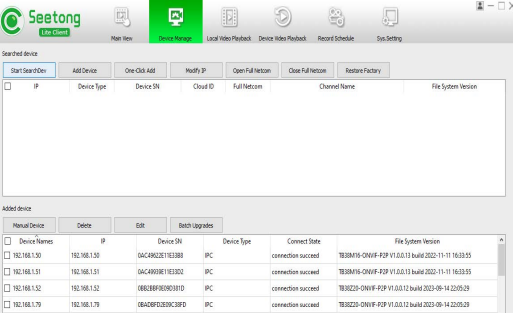 Seetong
Lite Client
Main View Device Manage Local Video Playback Device Video Playback Record Schedule Sys.Setting
Searched device
Start SearchDev Add Device One-Click Add Modify IP Open Full Netcom Close Full Netcom Restore Factory
IP Device Type Device SN Cloud ID Full Netcom Channel Name File System Version
Added device
Manual Device Delete Edit Batch Upgrades
Device Names IP Device SN Device Type Connect State File System Version
192.168.1.50 192.168.1.50 0AC49622E11E33B8 IPC connection succeed TB38M16-ONVIF-P2P V1.0.0.13 build 2022-11-11 16:33:55
192.168.1.51 192.168.1.51 0AC49939E11E33D2 IPC connection succeed TB38M16-ONVIF-P2P V1.0.0.13 build 2022-11-11 16:33:55
192.168.1.52 192.168.1.52 0BB2BBF0E09D381D IPC connection succeed TB38Z20-ONVIF-P2P V1.0.0.12 build 2023-09-14 22:05:29
192.168.1.79 192.168.1.79 0BADBFD2E09C38FD IPC connection succeed TB38Z20-ONVIF-P2P V1.0.0.12 build 2023-09-14 22:05:29